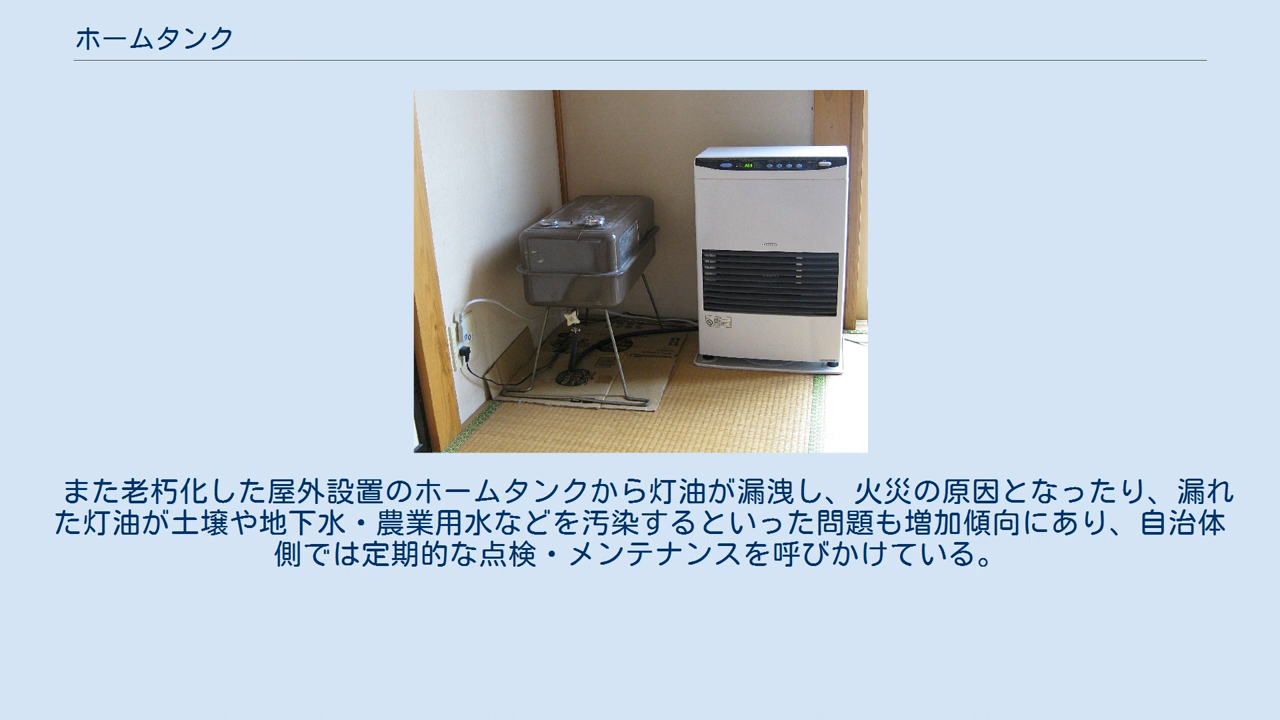 ホームタンク
また老朽化した屋外設置のホームタンクから灯油が漏洩し、火災の原因となったり、漏れ
た灯油が土壌や地下水・農業用水などを汚染するといった問題も増加傾向にあり、自治体
側では定期的な点検・メンテナンスを呼びかけている。